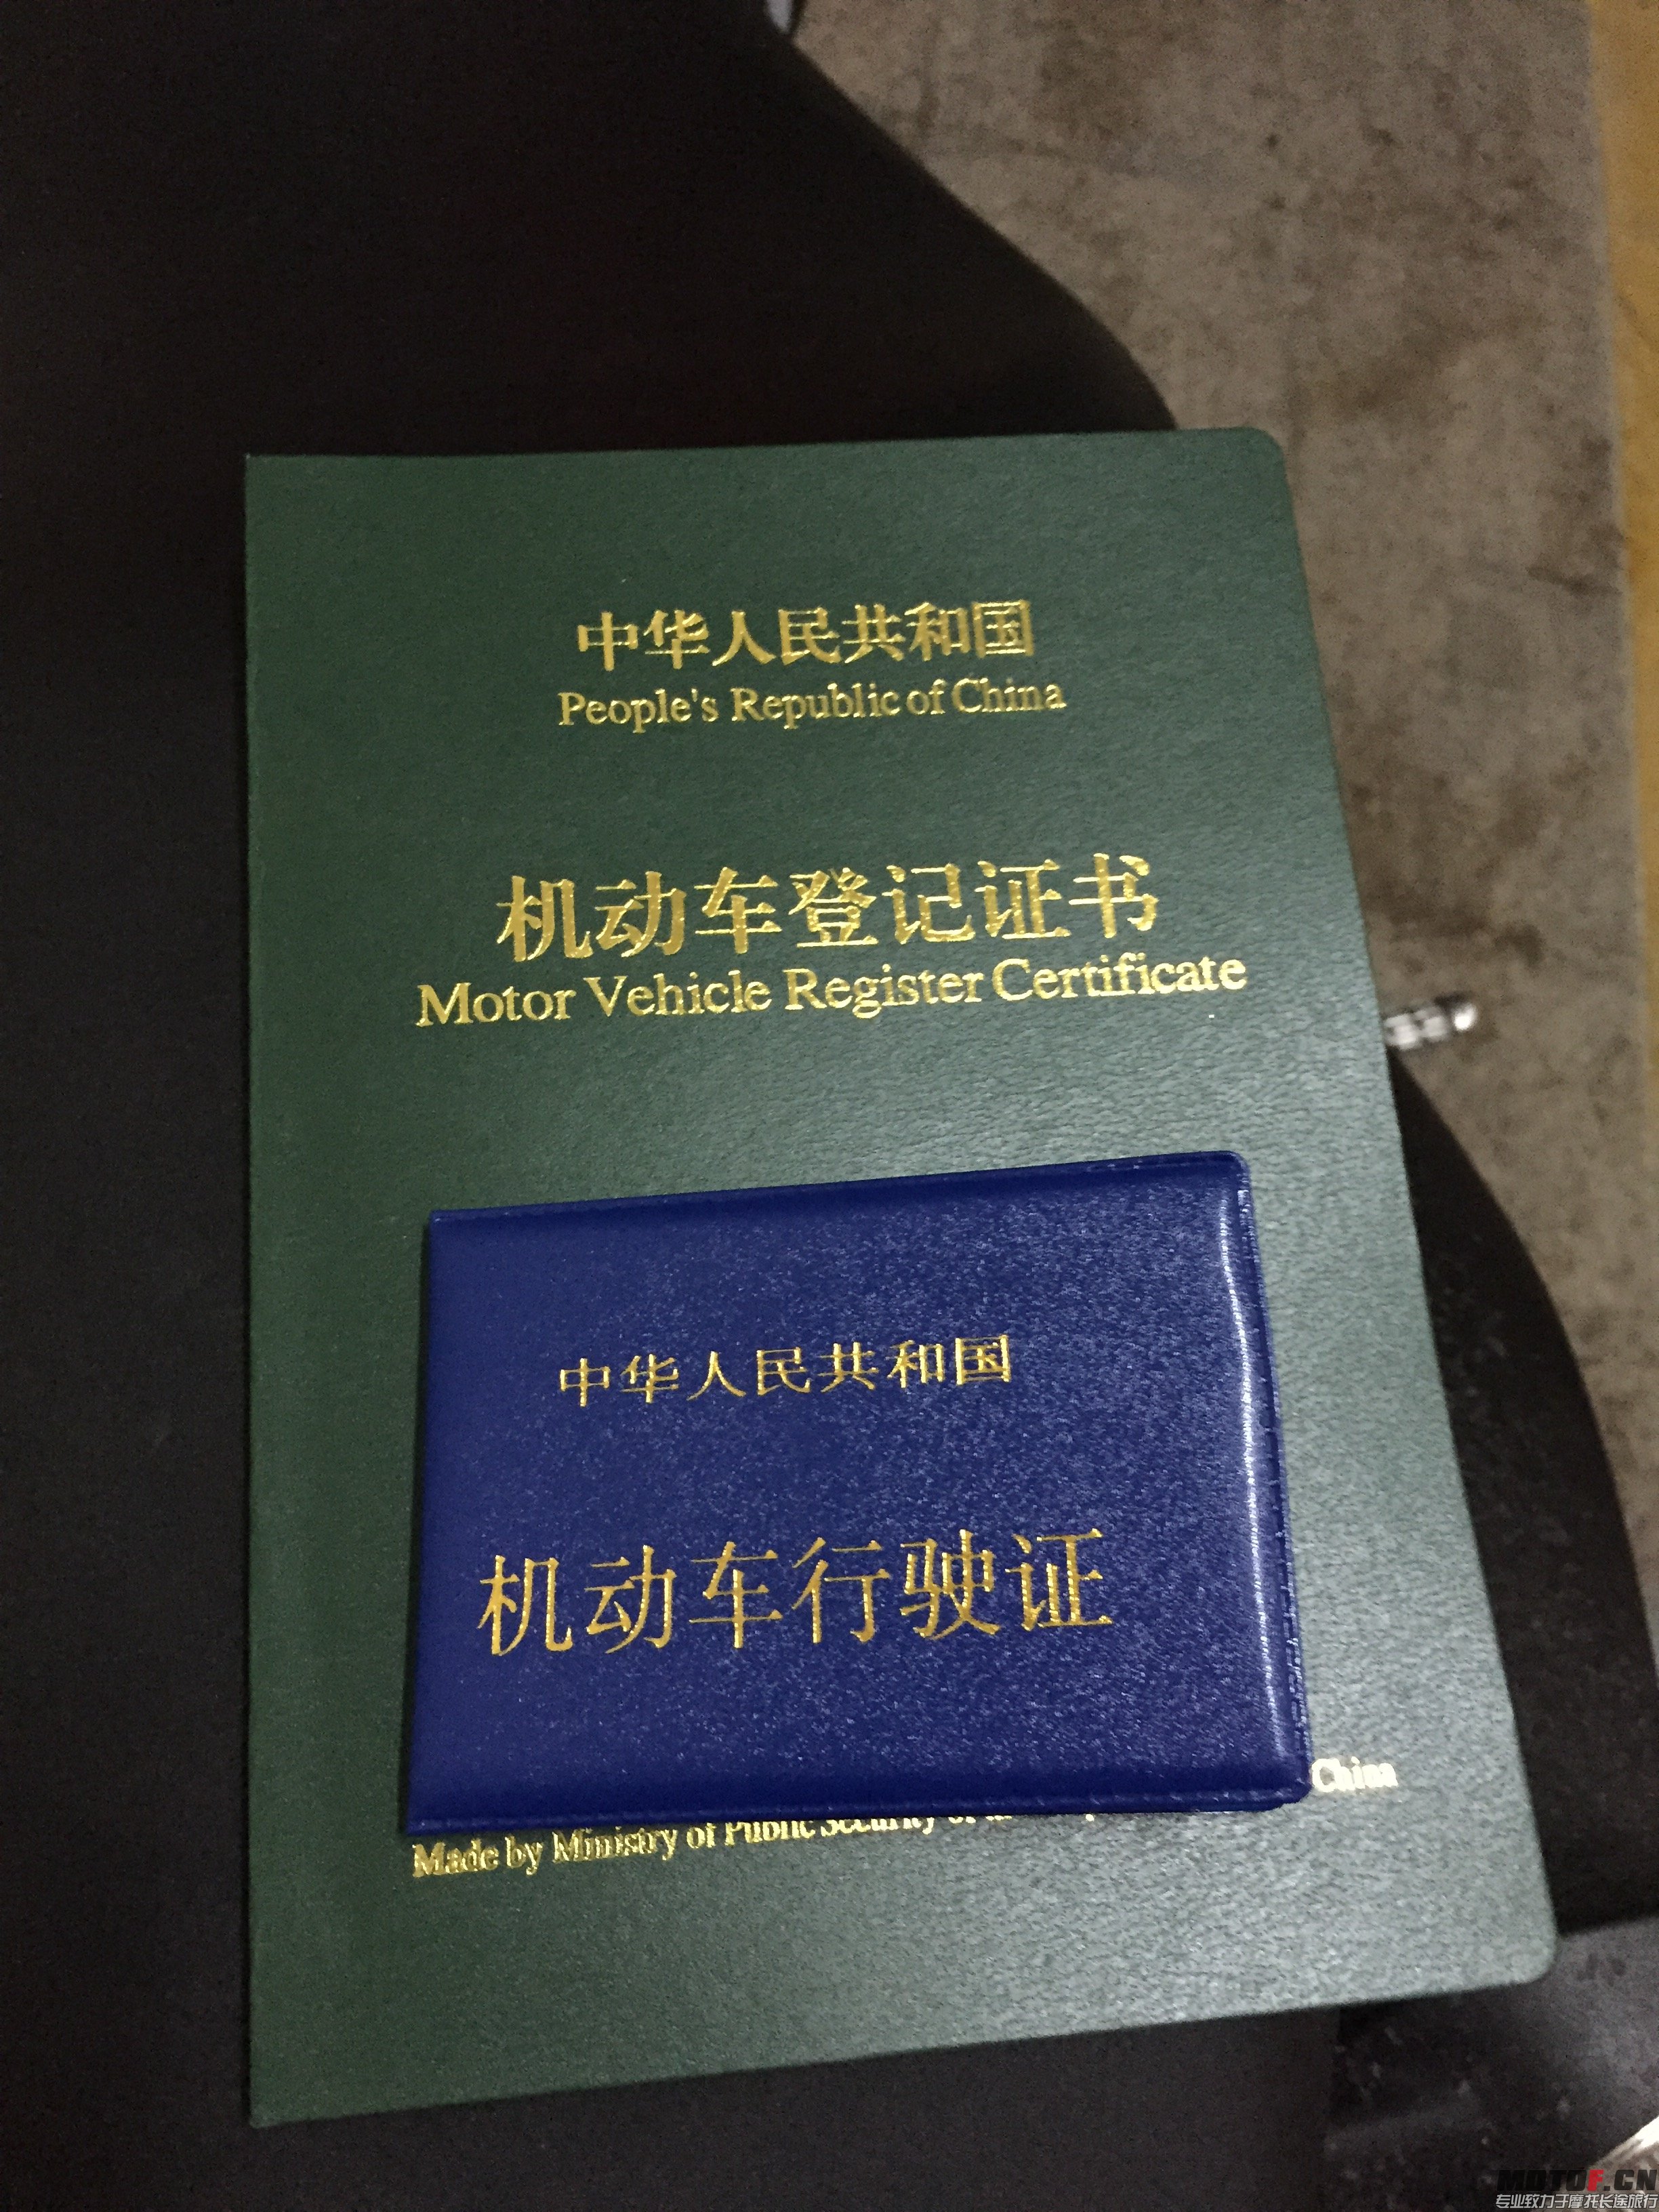 中华人民共和国
People's Republic of China
机动车登记证书
Motor Vehicle Register Certificate
中华人民共和国
机动车行驶证
Made by Ministry of Public Security of China
MOTOF.CN
专业致力于摩托长途旅行